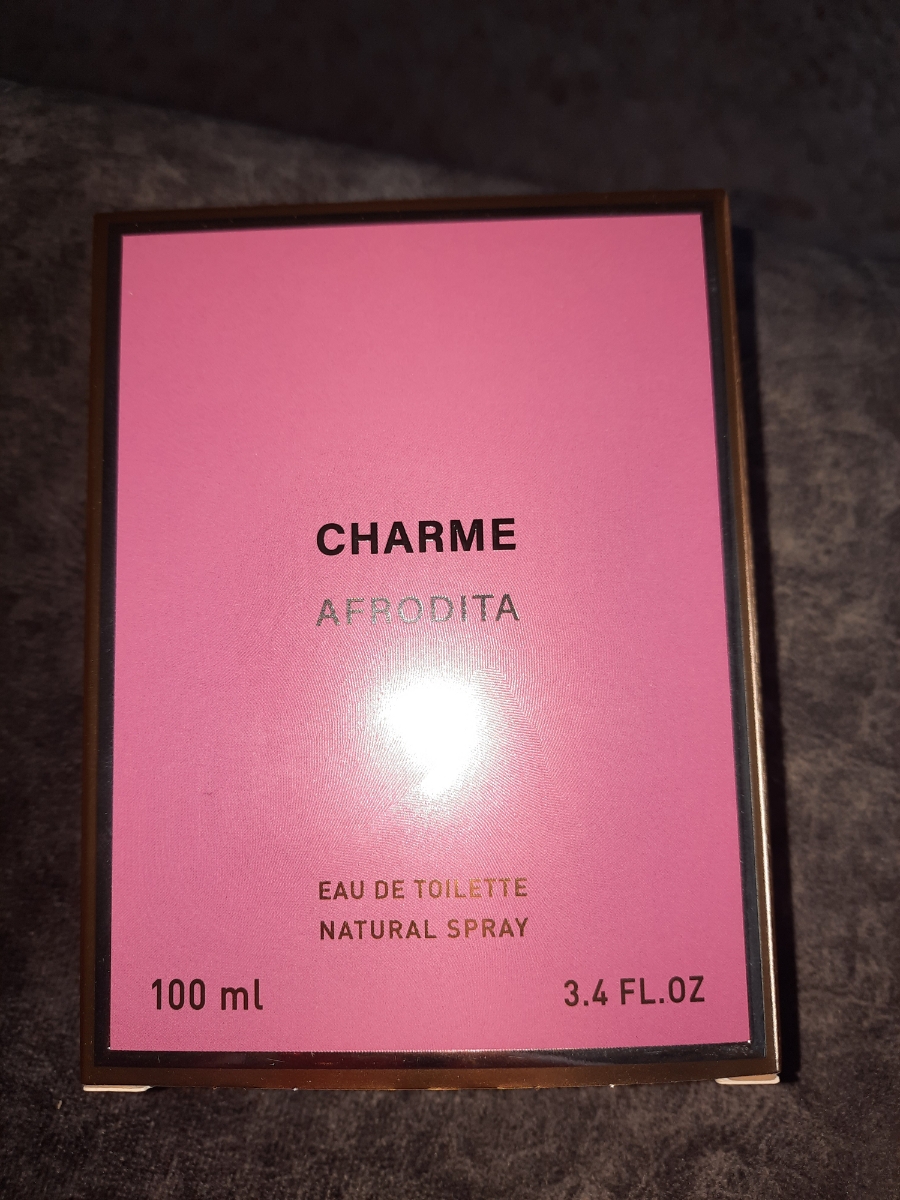 CHARME
AFRODITA
EAU DE TOILETTE
NATURAL SPRAY
100 ml
3.4 FL.OZ